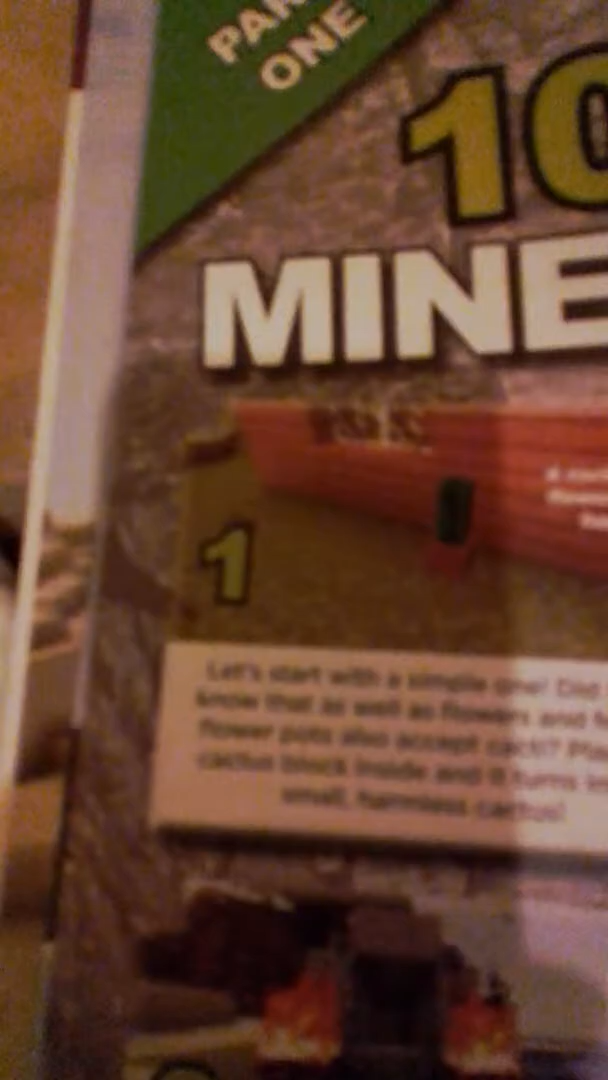 PAR
ONE
10
MINE
1
Let's start with a simple one! Did
know that as well as flowers and
flower pots also accept cacti? Pla
cactus block inside and it turns in
small, harmless cactus!